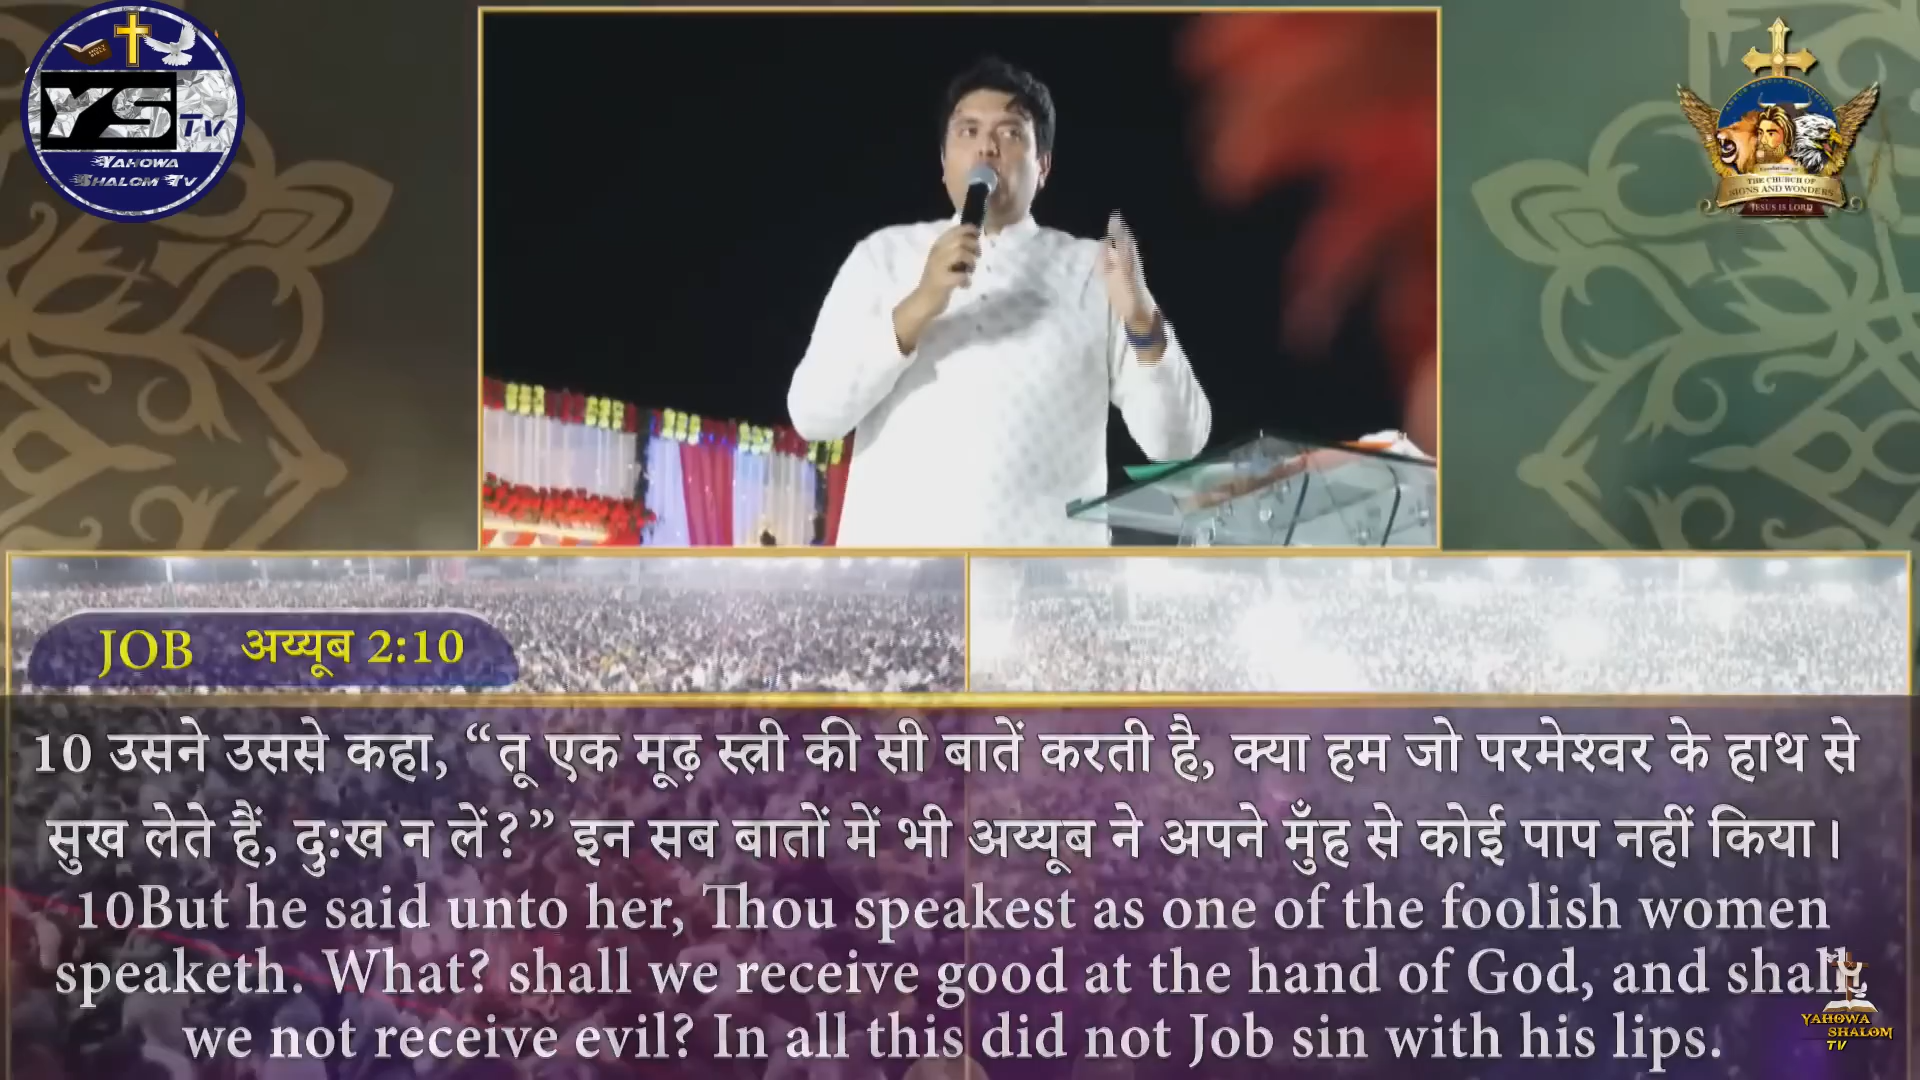 YS TV
YAHOWA
SHALOM TV
THE CHURCH OF
SIGNS AND WONDERS
JESUS IS LORD
JOB अय्यूब 2:10
10 उसने उससे कहा, “तू एक मूढ़ स्त्री की सी बातें करती है, क्या हम जो परमेश्वर के हाथ से
सुख लेते हैं, दुःख न लें?” इन सब बातों में भी अय्यूब ने अपने मुँह से कोई पाप नहीं किया।
10But he said unto her, Thou speakest as one of the foolish women
speaketh. What? shall we receive good at the hand of God, and shall
we not receive evil? In all this did not Job sin with his lips.
YAHOWA
SHALOM
TV